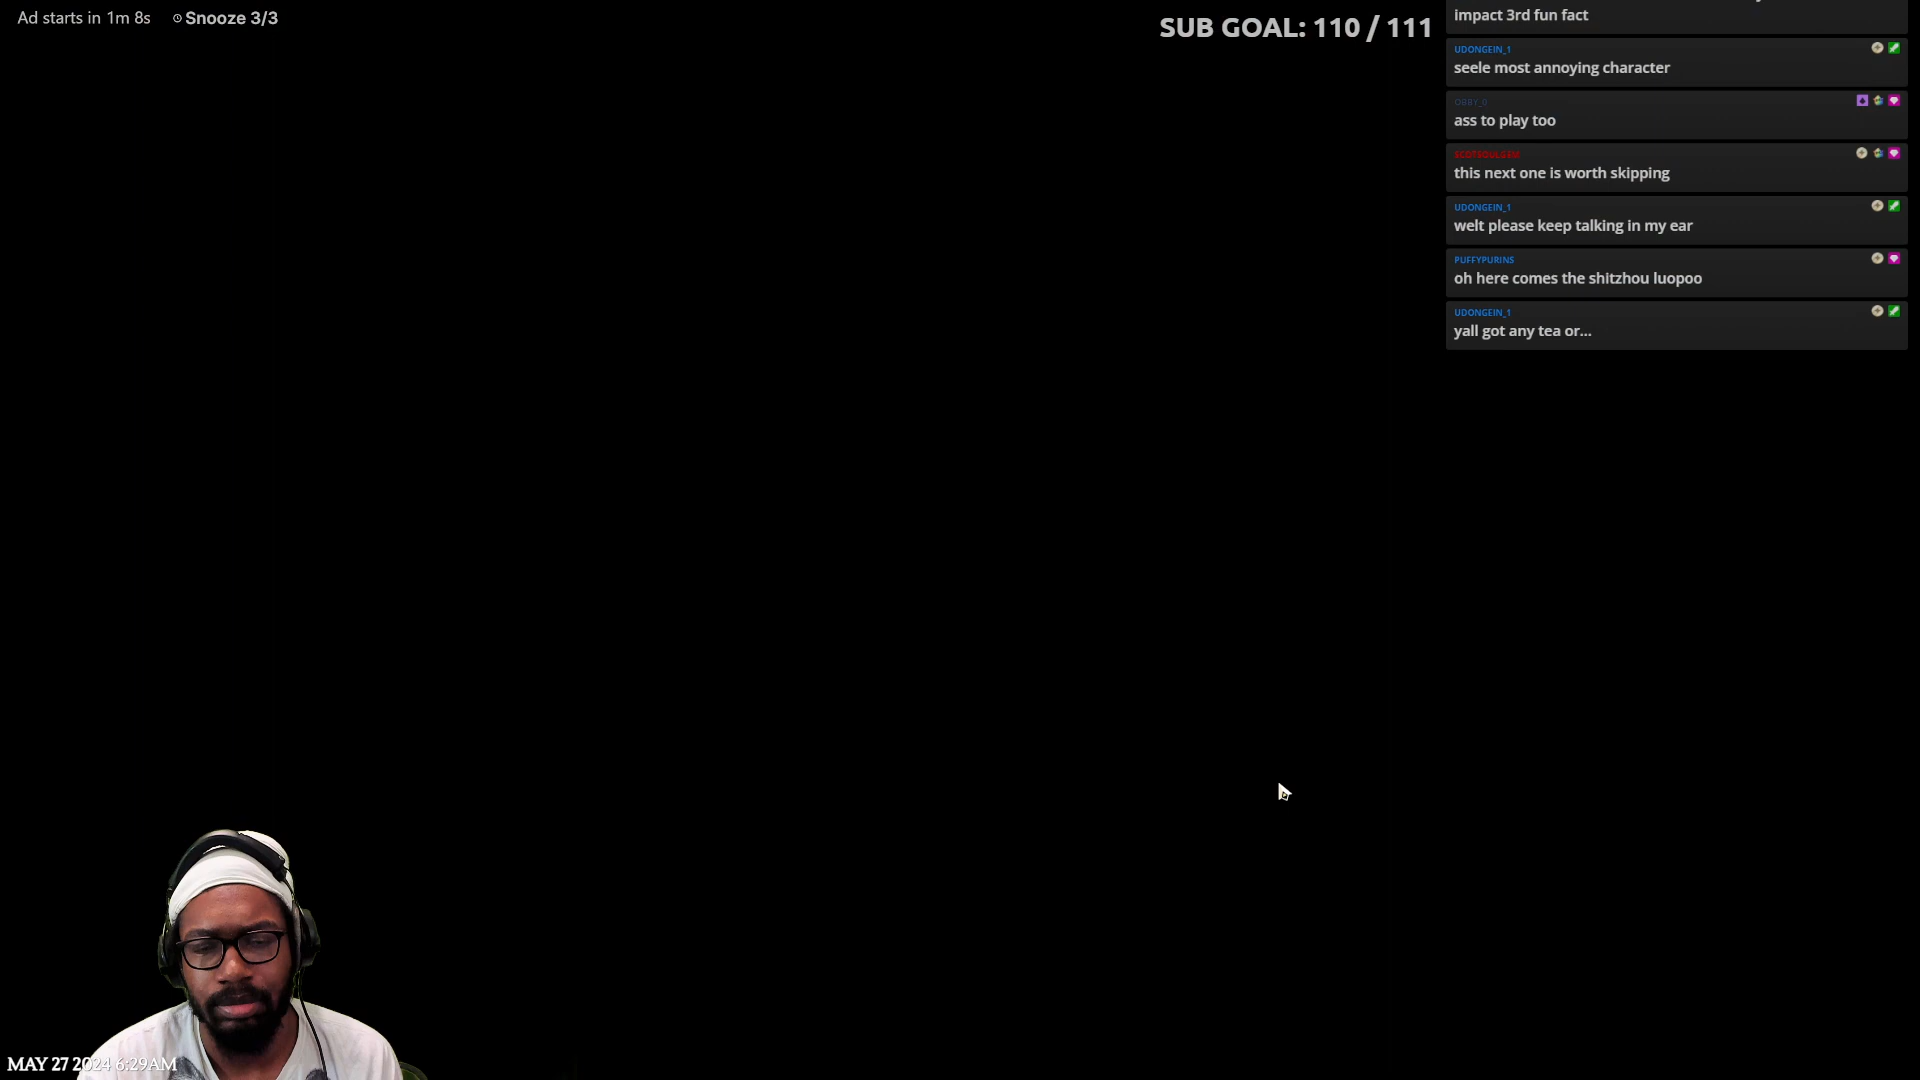 Ad starts in 1m 8s
Snooze 3/3
SUB GOAL: 110 / 111
impact 3rd fun fact
UDONGEIN_1
seele most annoying character
OBBY_0
ass to play too
SCOTSOULGEM
this next one is worth skipping
UDONGEIN_1
welt please keep talking in my ear
PUFFYPURINS
oh here comes the shitzhou luopoo
UDONGEIN_1
yall got any tea or...
MAY 27 2024 6:29AM